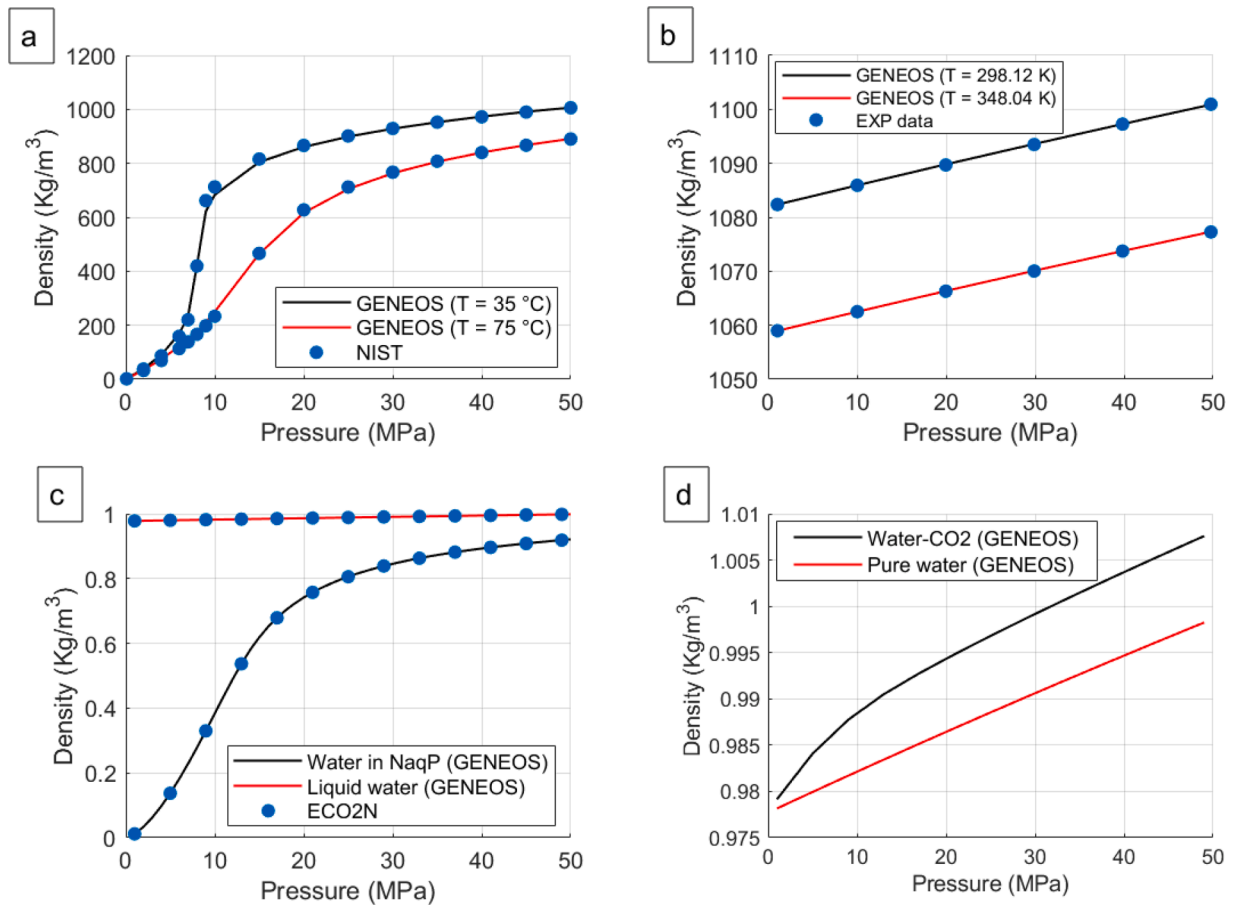 a
1200
1000
800
600
400
200
0
Density (Kg/m3)
GENEOS (T = 35 °C)
GENEOS (T = 75 °C)
NIST
0 10 20 30 40 50
Pressure (MPa)
b
1110
1100
1090
1080
1070
1060
1050
Density (Kg/m3)
GENEOS (T = 298.12 K)
GENEOS (T = 348.04 K)
EXP data
0 10 20 30 40 50
Pressure (MPa)
c
1
0.8
0.6
0.4
0.2
0
Density (Kg/m3)
Water in NaqP (GENEOS)
Liquid water (GENEOS)
ECO2N
0 10 20 30 40 50
Pressure (MPa)
d
1.01
1.005
1
0.995
0.99
0.985
0.98
0.975
Density (Kg/m3)
Water-CO2 (GENEOS)
Pure water (GENEOS)
0 10 20 30 40 50
Pressure (MPa)